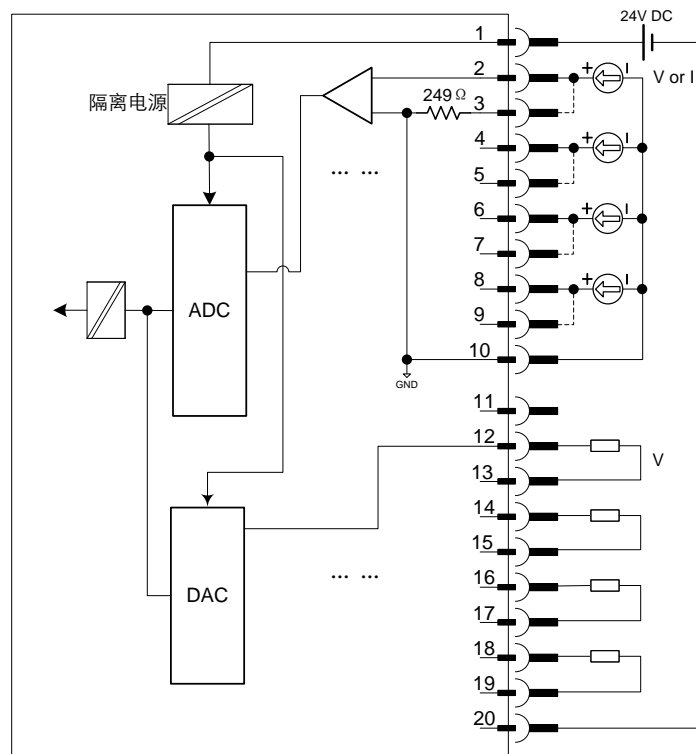 24V DC
1
2
+
I
V or I
隔离电源
249Ω
3
4
+
I
... ...
5
6
+
I
7
ADC
8
+
I
9
10
GND
11
12
V
13
14
15
... ...
16
DAC
17
18
19
20